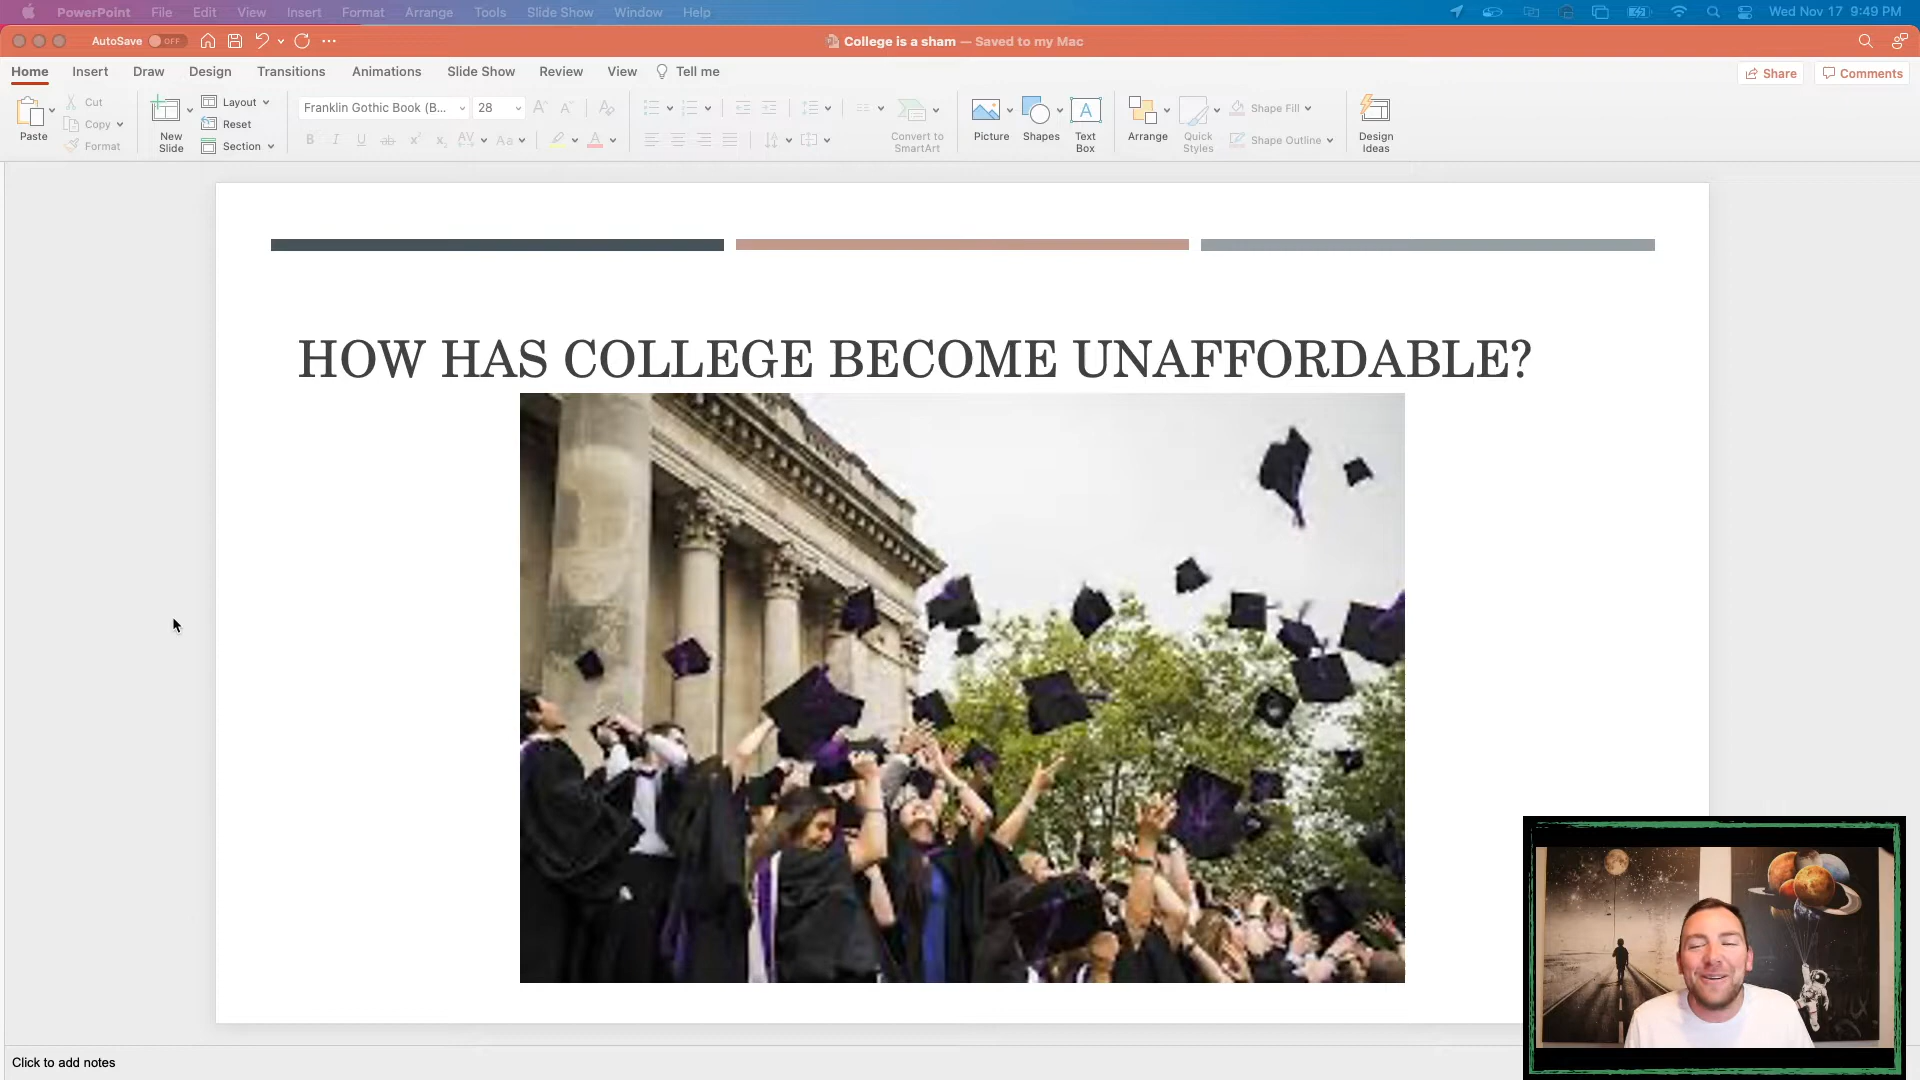 PowerPoint File Edit View Insert Format Arrange Tools Slide Show Window Help Wed Nov 17 9:49 PM
AutoSave OFF College is a sham — Saved to my Mac
Home Insert Draw Design Transitions Animations Slide Show Review View Tell me Share Comments
Paste
Cut
Copy
Format
New
Slide
Layout
Reset
Section
Franklin Gothic Book (B... 28
Convert to
SmartArt
Picture
Shapes
Text
Box
Arrange
Quick
Styles
Shape Fill
Shape Outline
Design
Ideas
HOW HAS COLLEGE BECOME UNAFFORDABLE?
Click to add notes